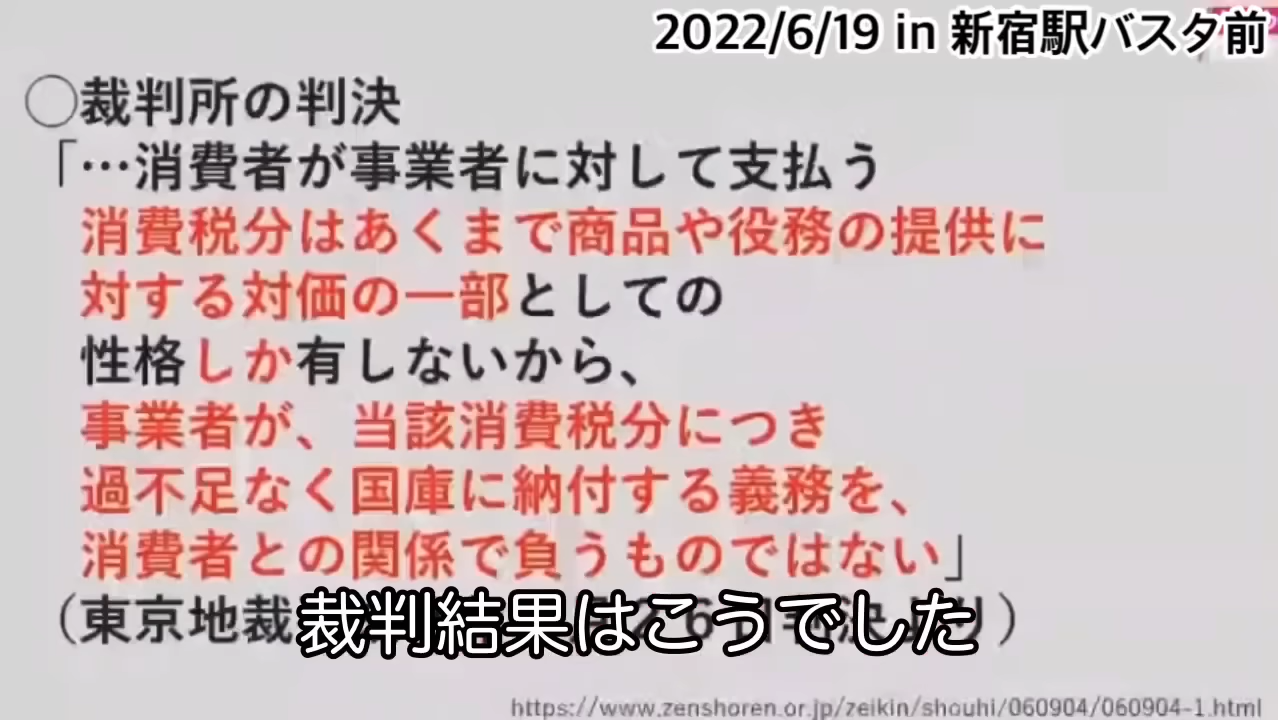 2022/6/19 in 新宿駅バスタ前
○裁判所の判決
「…消費者が事業者に対して支払う
消費税分はあくまで商品や役務の提供に
対する対価の一部としての
性格しか有しないから、
事業者が、当該消費税分につき
過不足なく国庫に納付する義務を、
消費者との関係で負うものではない」
（東京地裁
裁判結果はこうでした
https://www.zenshoren.or.jp/zeikin/shouhi/060904/060904-1.html